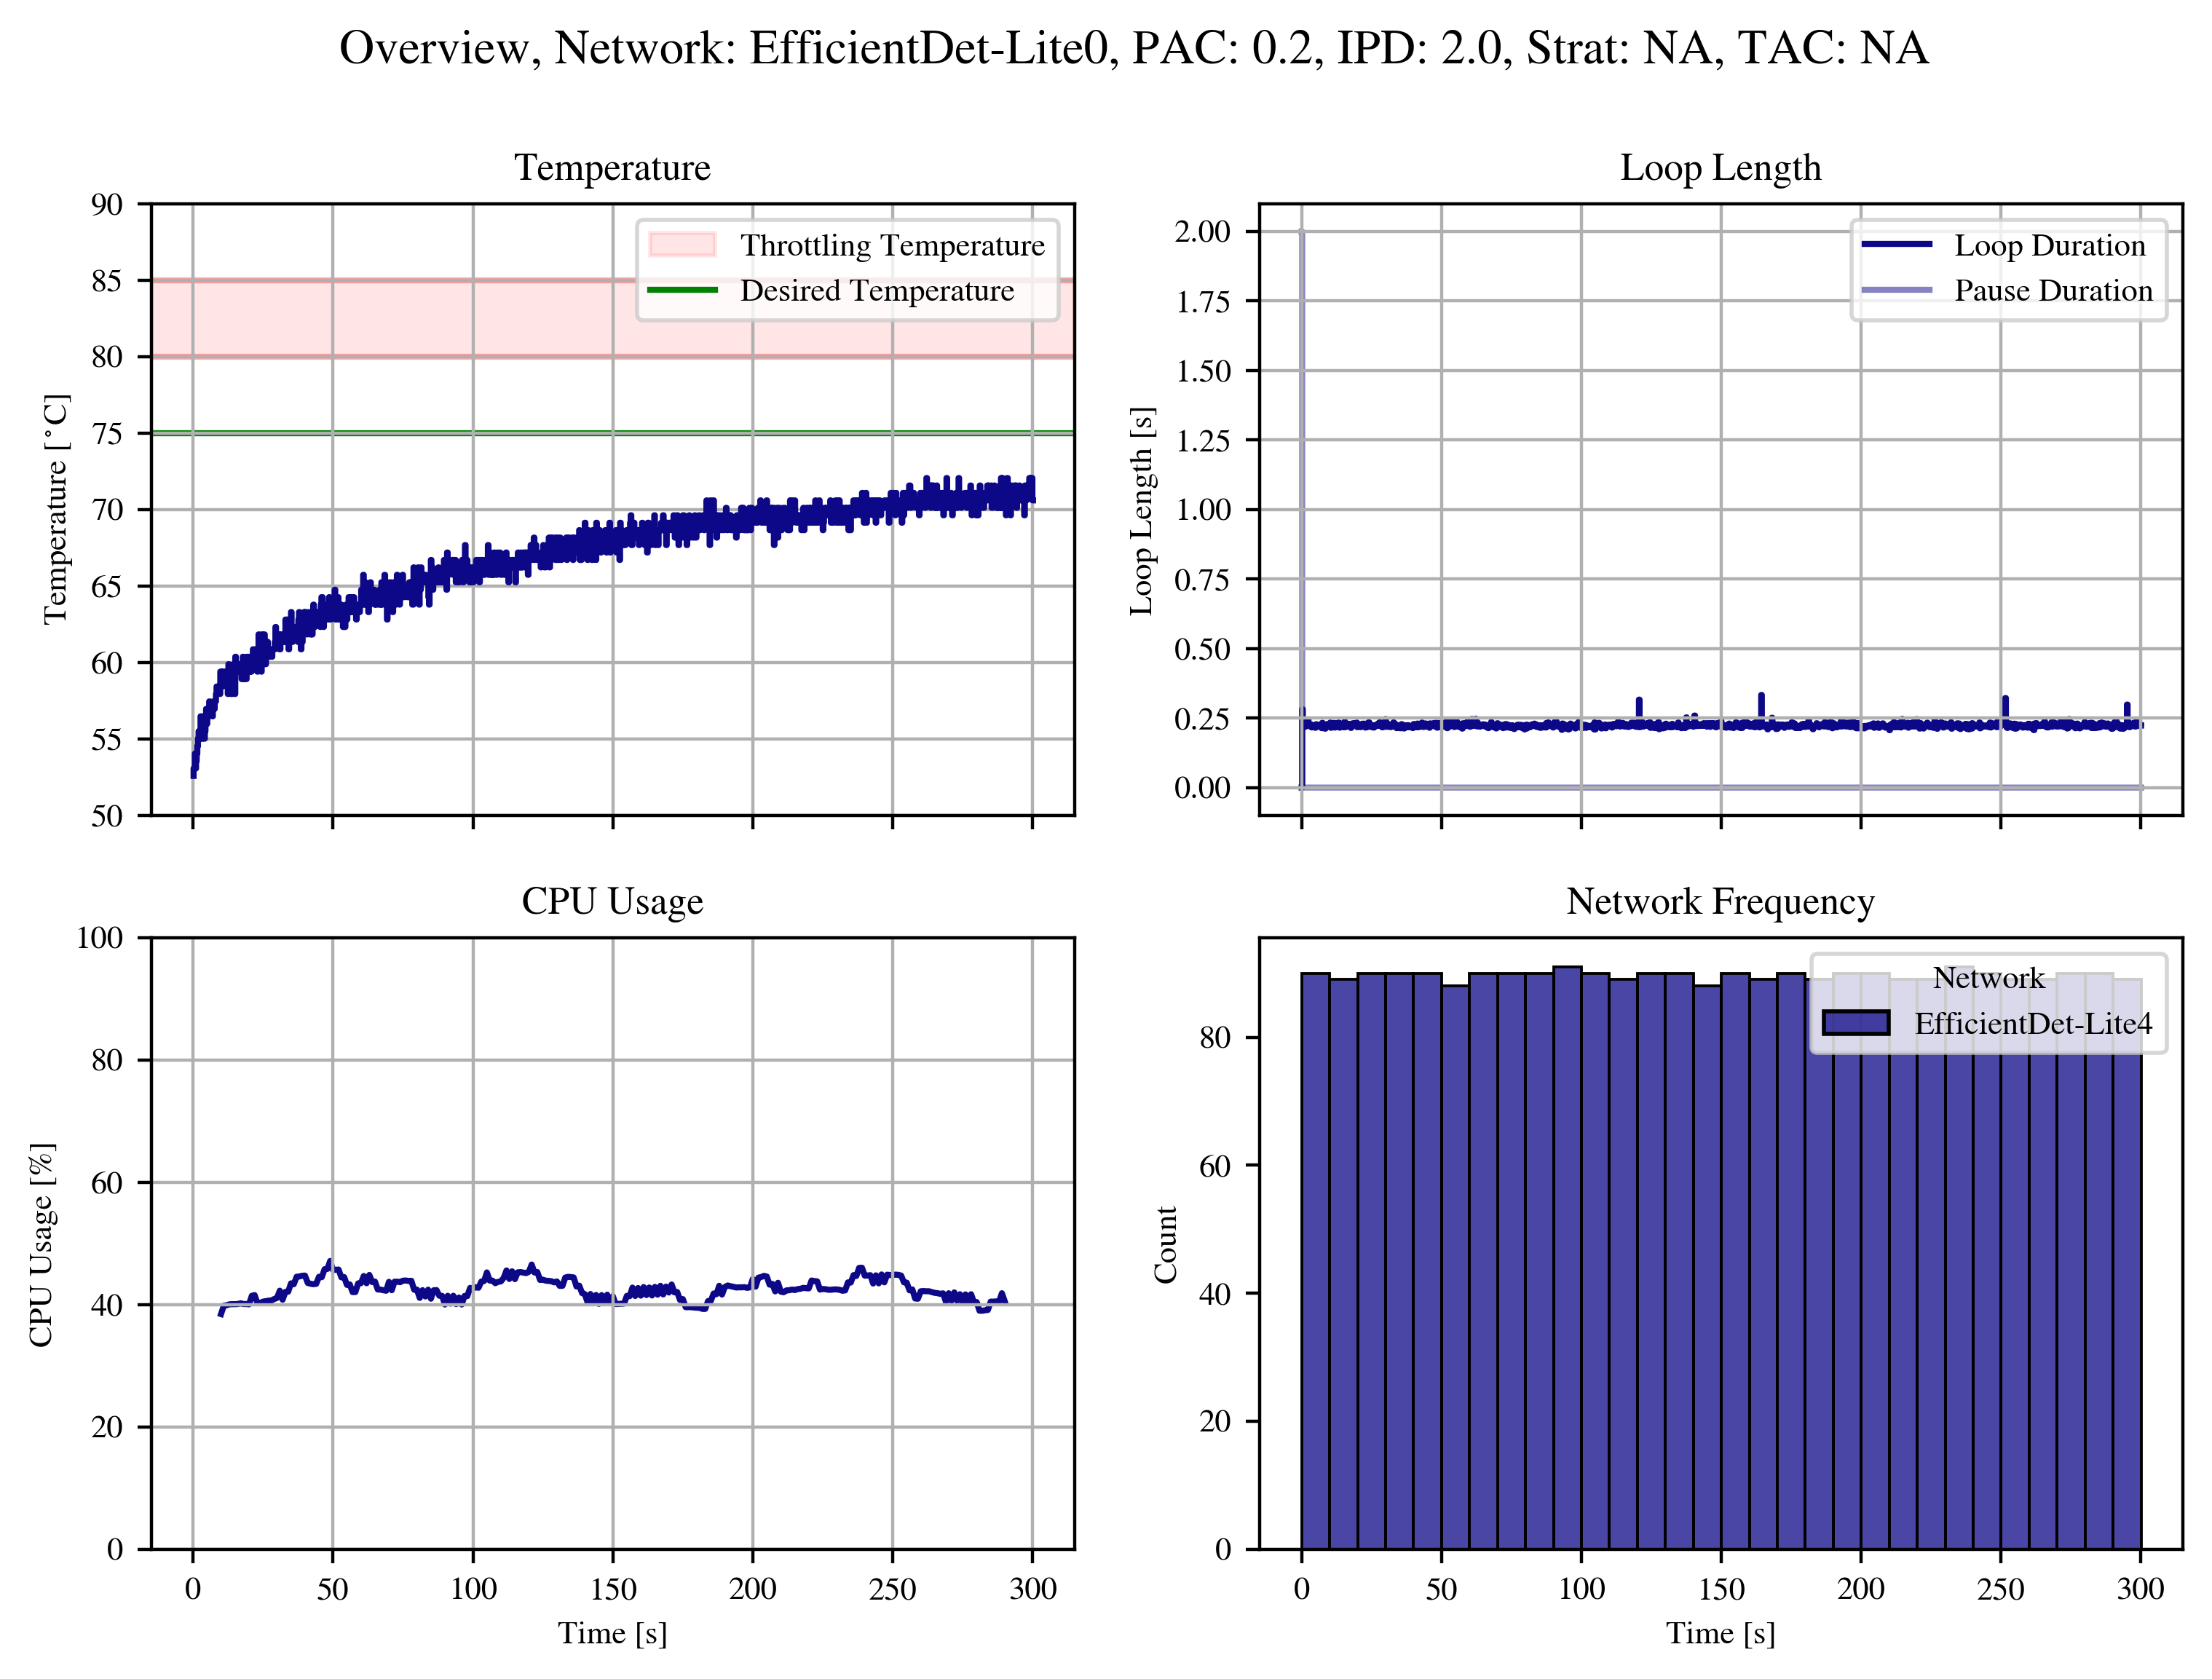 Overview, Network: EfficientDet-Lite0, PAC: 0.2, IPD: 2.0, Strat: NA, TAC: NA
Temperature
90
85
80
75
70
65
60
55
50
Temperature [°C]
Throttling Temperature
Desired Temperature
Loop Length
2.00
1.75
1.50
1.25
1.00
0.75
0.50
0.25
0.00
Loop Length [s]
Loop Duration
Pause Duration
CPU Usage
100
80
60
40
20
0
CPU Usage [%]
0 50 100 150 200 250 300
Time [s]
Network Frequency
80
60
40
20
0
Count
Network
EfficientDet-Lite4
0 50 100 150 200 250 300
Time [s]